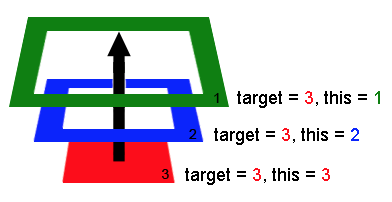 1 target = 3, this = 1
2 target = 3, this = 2
3 target = 3, this = 3